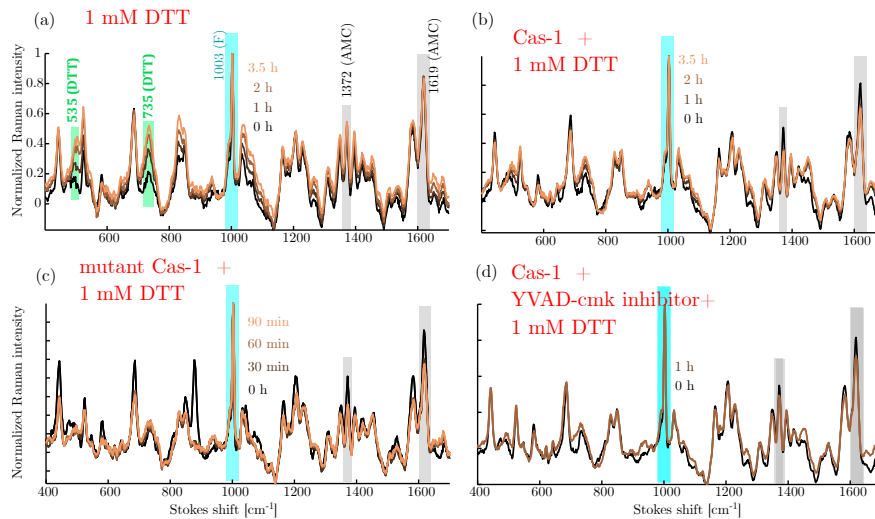 (a)
1 mM DTT
535 (DTT)
735 (DTT)
1003 (F)
1372 (AMC)
1619 (AMC)
3.5 h
2 h
1 h
0 h
Normalized Raman intensity
1
0.8
0.6
0.4
0.2
0
600 800 1000 1200 1400 1600
(b)
Cas-1 +
1 mM DTT
3.5 h
2 h
1 h
0 h
600 800 1000 1200 1400 1600
(c)
mutant Cas-1 +
1 mM DTT
90 min
60 min
30 min
0 h
Normalized Raman intensity
400 600 800 1000 1200 1400 1600
Stokes shift [cm⁻¹]
(d)
Cas-1 +
YVAD-cmk inhibitor+
1 mM DTT
1 h
0 h
400 600 800 1000 1200 1400 1600
Stokes shift [cm⁻¹]